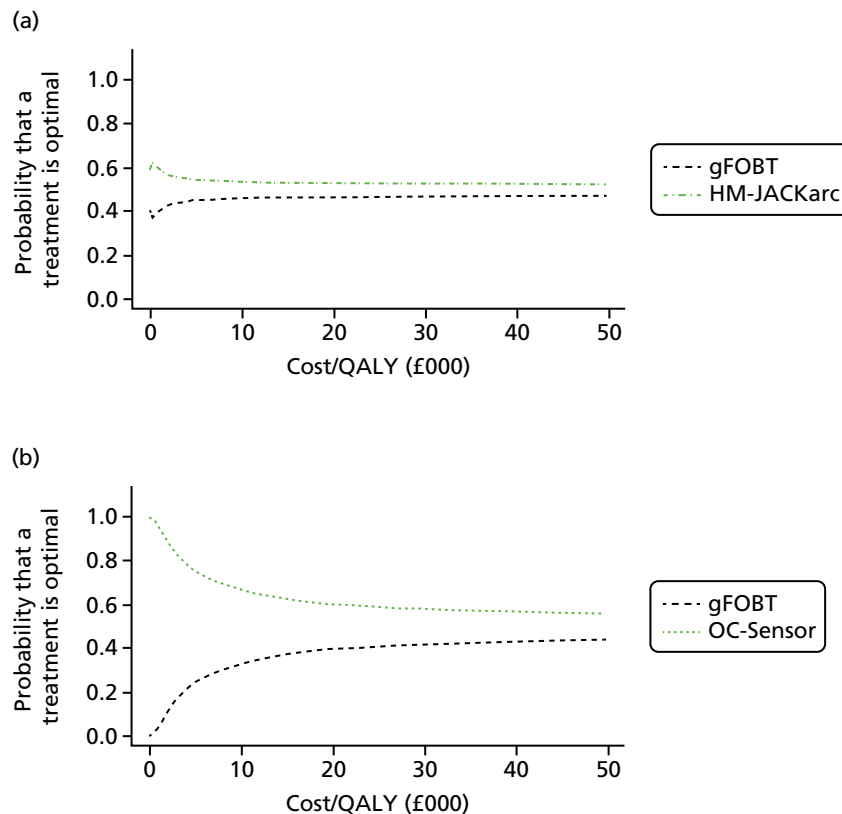 (a)
Probability that a
treatment is optimal
1.0
0.8
0.6
0.4
0.2
0.0
0 10 20 30 40 50
Cost/QALY (£000)
gFOBT
HM-JACKarc
(b)
Probability that a
treatment is optimal
1.0
0.8
0.6
0.4
0.2
0.0
0 10 20 30 40 50
Cost/QALY (£000)
gFOBT
OC-Sensor